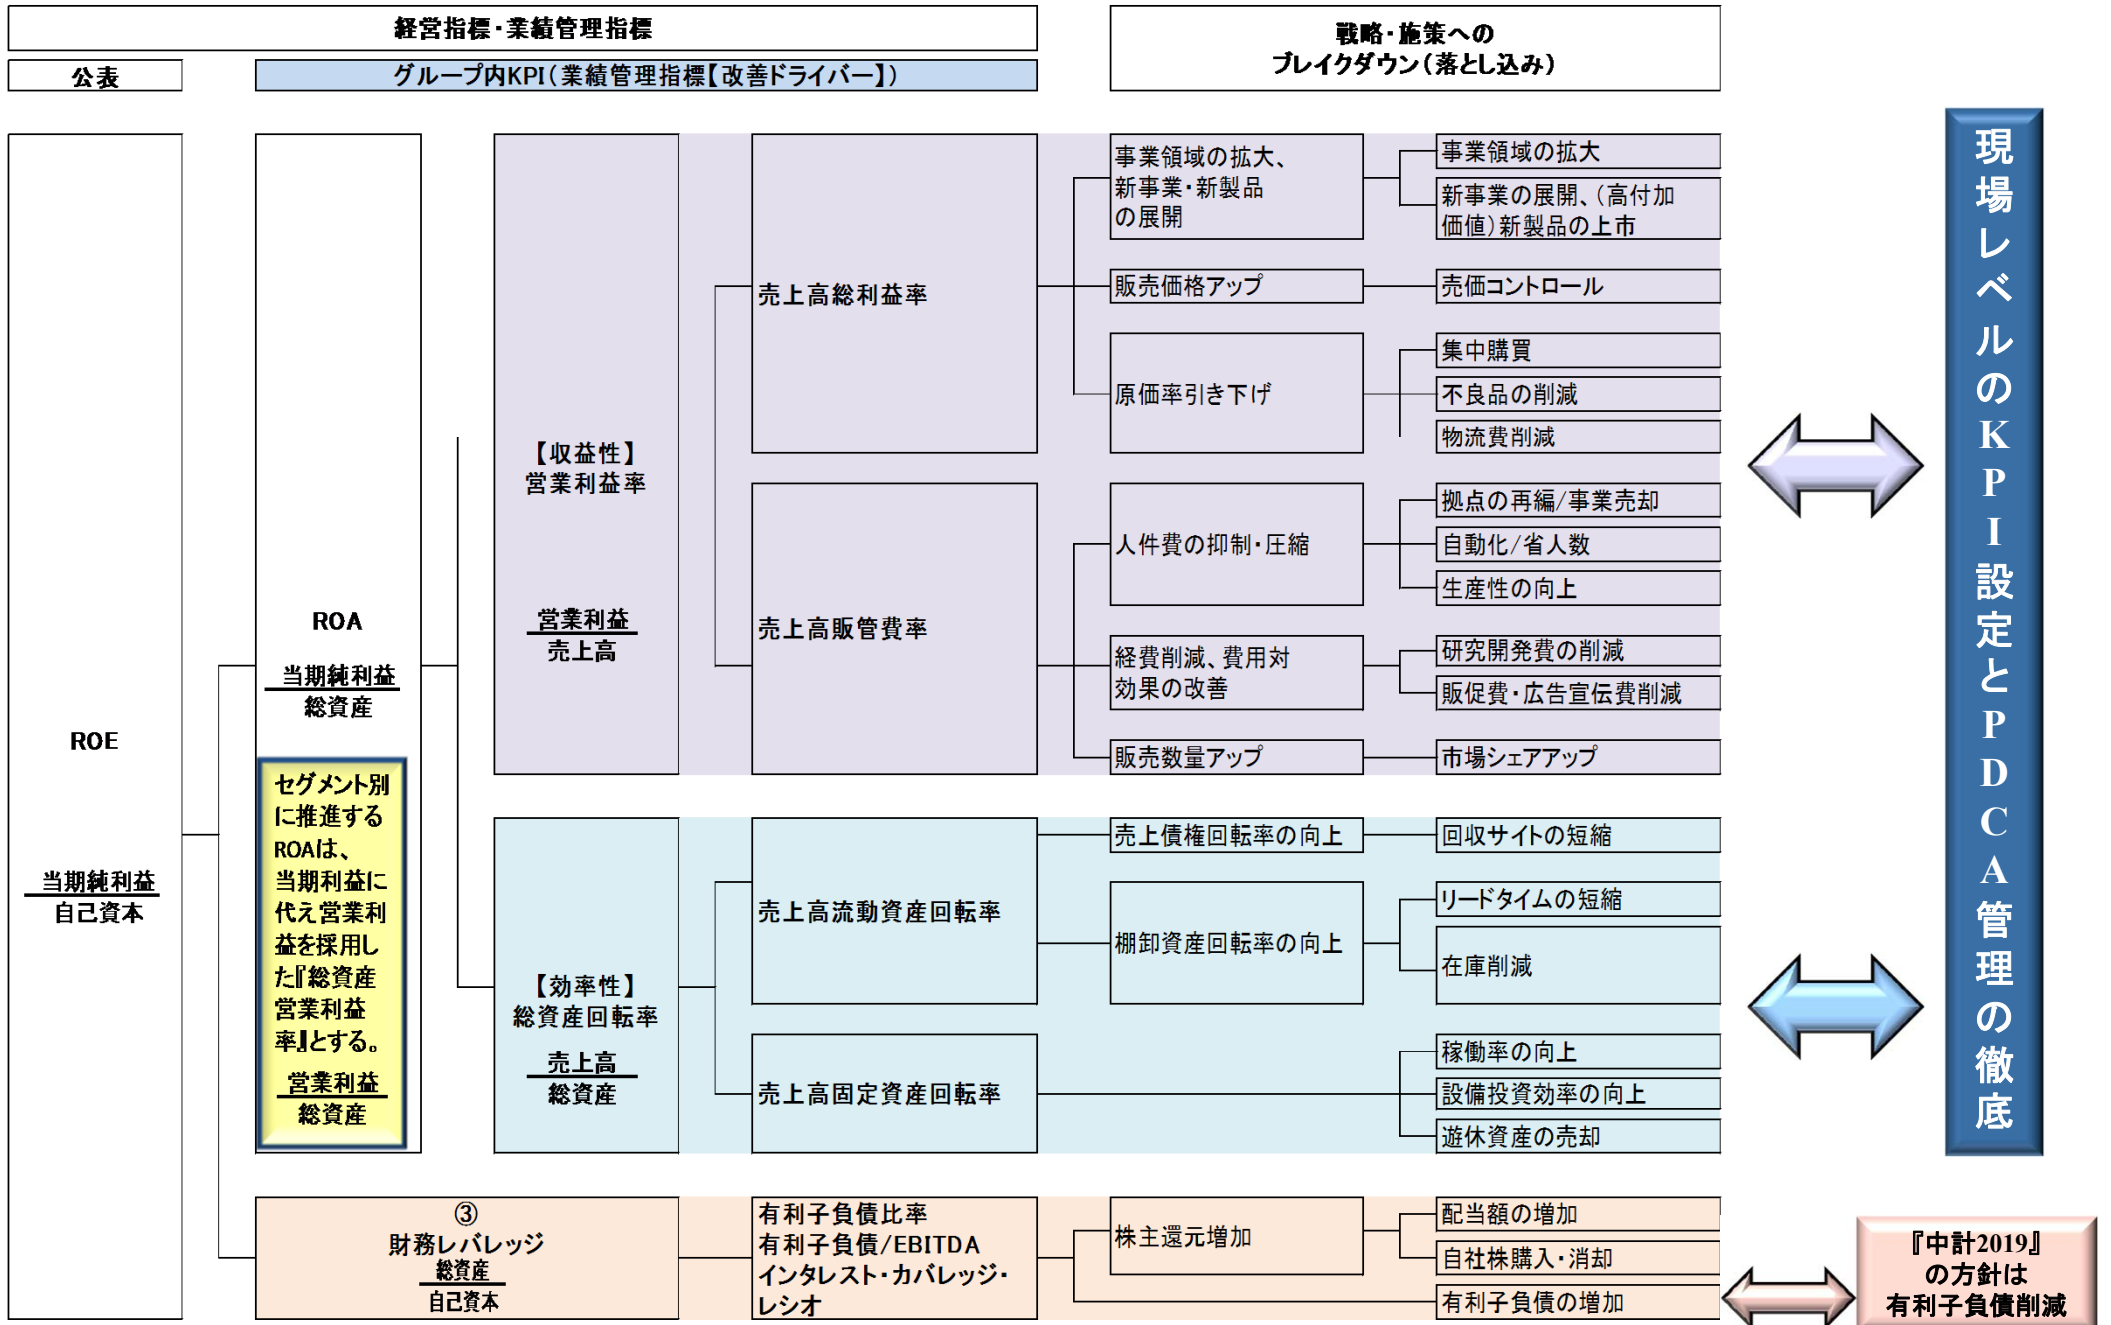 経営指標・業績管理指標
戦略・施策への
ブレイクダウン（落とし込み）
公表
グループ内KPI（業績管理指標【改善ドライバー】）
ROE
当期純利益
自己資本
ROA
当期純利益
総資産
セグメント別
に推進する
ROAは、
当期利益に
代え営業利
益を採用し
た『総資産
営業利益
率』とする。
営業利益
総資産
【収益性】
営業利益率
営業利益
売上高
売上高総利益率
事業領域の拡大、
新事業・新製品
の展開
事業領域の拡大
新事業の展開、（高付加
価値）新製品の上市
販売価格アップ
売価コントロール
原価率引き下げ
集中購買
不良品の削減
物流費削減
売上高販管費率
人件費の抑制・圧縮
拠点の再編/事業売却
自動化/省人数
生産性の向上
経費削減、費用対
効果の改善
研究開発費の削減
販促費・広告宣伝費削減
販売数量アップ
市場シェアアップ
【効率性】
総資産回転率
売上高
総資産
売上高流動資産回転率
売上債権回転率の向上
回収サイトの短縮
棚卸資産回転率の向上
リードタイムの短縮
在庫削減
売上高固定資産回転率
稼働率の向上
設備投資効率の向上
遊休資産の売却
③
財務レバレッジ
総資産
自己資本
有利子負債比率
有利子負債/EBITDA
インタレスト・カバレッジ・
レシオ
株主還元増加
配当額の増加
自社株購入・消却
有利子負債の増加
現場レベルのKPI設定とPDCA管理の徹底
『中計2019』
の方針は
有利子負債削減